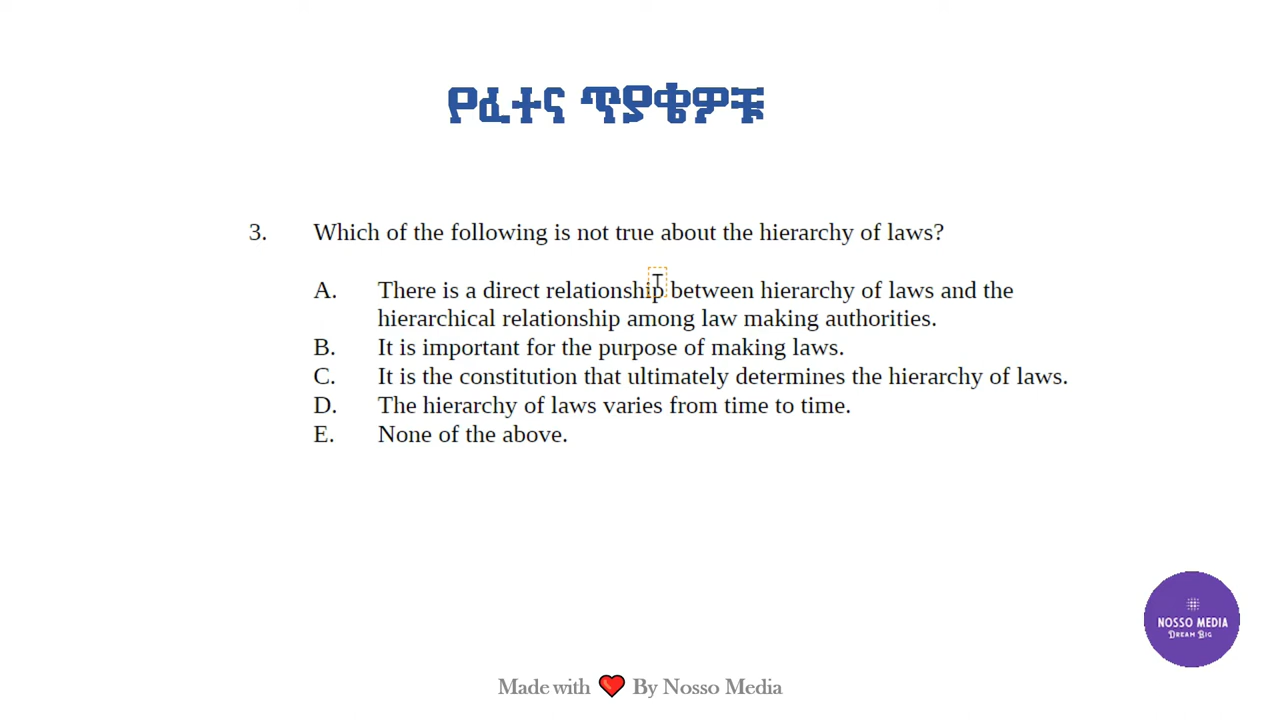 የፈተና ጥያቄዎቹ
3. Which of the following is not true about the hierarchy of laws?
A. There is a direct relationship between hierarchy of laws and the
hierarchical relationship among law making authorities.
B. It is important for the purpose of making laws.
C. It is the constitution that ultimately determines the hierarchy of laws.
D. The hierarchy of laws varies from time to time.
E. None of the above.
NOSSO MEDIA
DREAM BIG
Made with ❤ By Nosso Media